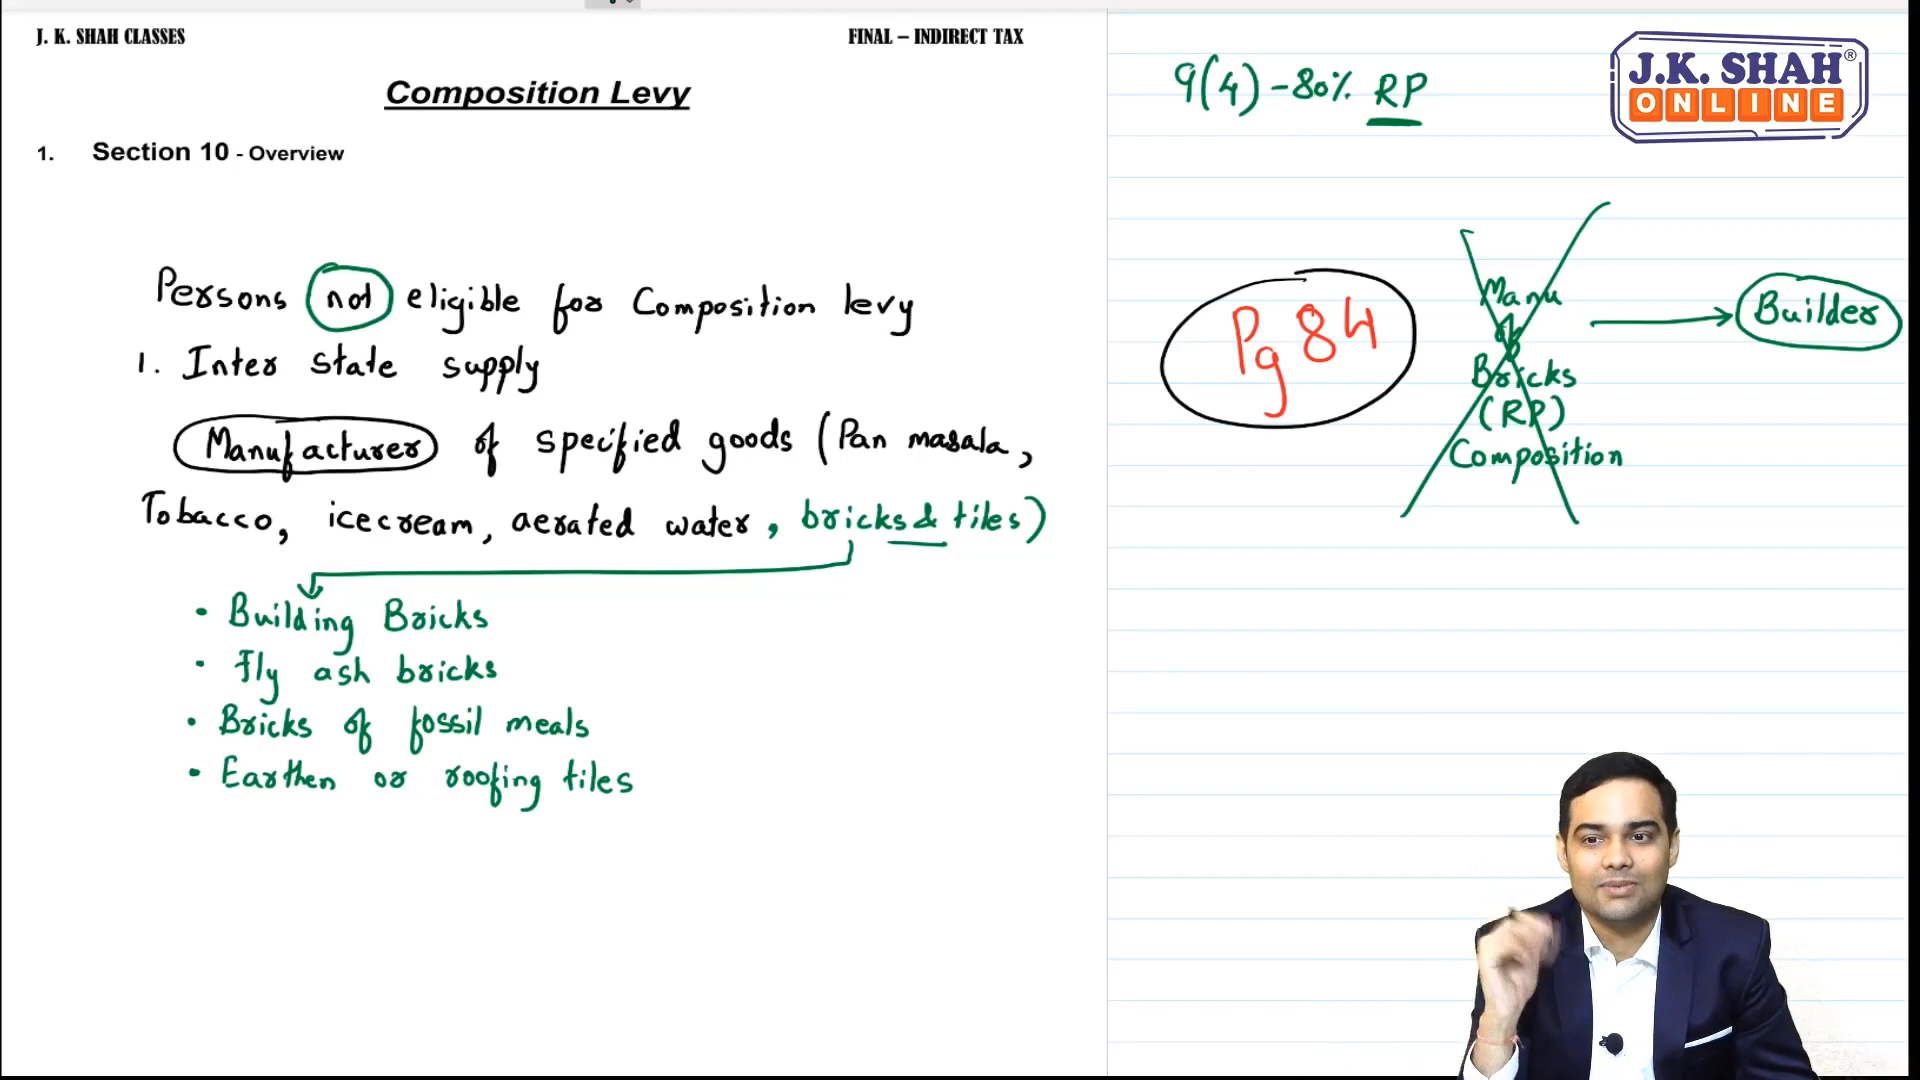 J. K. SHAH CLASSES
FINAL – INDIRECT TAX
Composition Levy
1. Section 10 - Overview
Persons not eligible for Composition levy
1. Inter state supply
Manufacturer of specified goods (Pan masala,
Tobacco, icecream, aerated water, bricks & tiles)
• Building Bricks
• Fly ash bricks
• Bricks of fossil meals
• Earthen or roofing tiles
9(4) - 80% RP
J.K. SHAH®
ONLINE
Pg 84
Manu
of
Bricks
(RP)
Composition
Builder